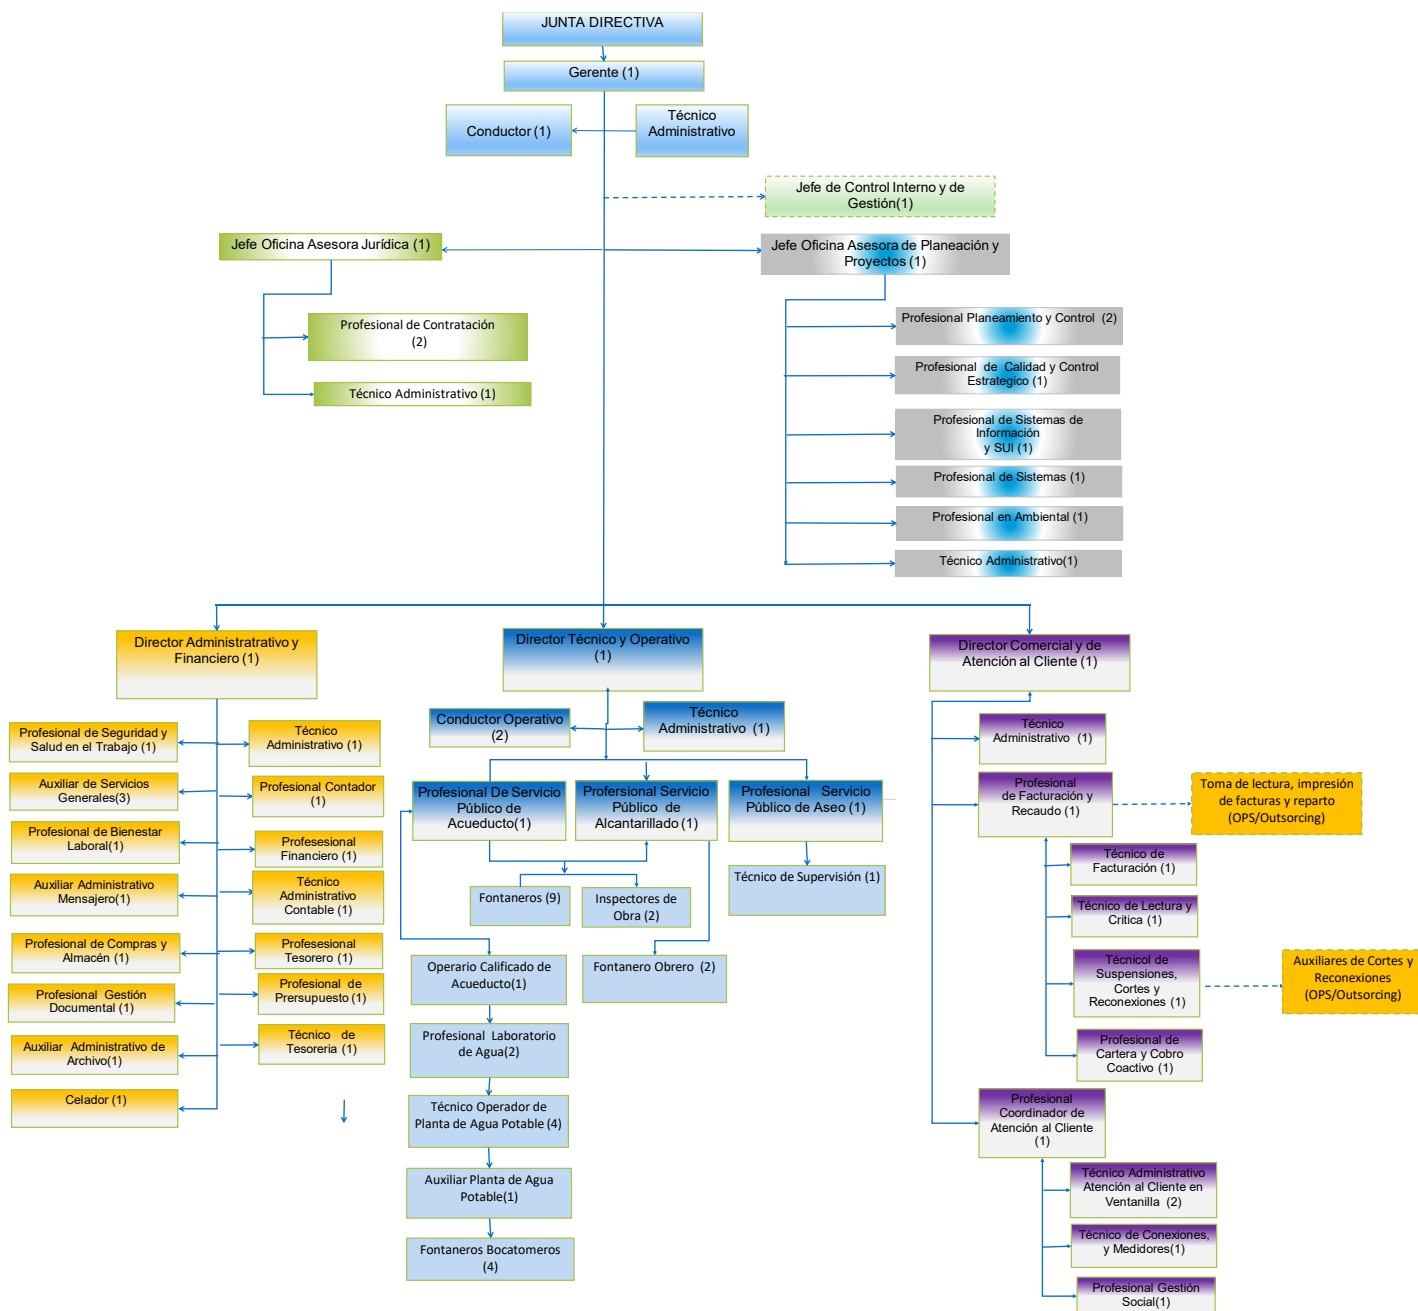 JUNTA DIRECTIVA
Gerente (1)
Conductor (1)
Técnico
Administrativo
Jefe de Control Interno y de
Gestión(1)
Jefe Oficina Asesora Jurídica (1)
Jefe Oficina Asesora de Planeación y
Proyectos (1)
Profesional de Contratación
(2)
Técnico Administrativo (1)
Profesional Planeamiento y Control (2)
Profesional de Calidad y Control
Estrategico (1)
Profesional de Sistemas de
Información
y SUI (1)
Profesional de Sistemas (1)
Profesional en Ambiental (1)
Técnico Administrativo(1)
Director Administratrativo y
Financiero (1)
Profesional de Seguridad y
Salud en el Trabajo (1)
Técnico
Administrativo (1)
Auxiliar de Servicios
Generales(3)
Profesional Contador
(1)
Profesional de Bienestar
Laboral(1)
Profesesional
Financiero (1)
Auxiliar Administrativo
Mensajero(1)
Técnico
Administrativo
Contable (1)
Profesional de Compras y
Almacén (1)
Profesesional
Tesorero (1)
Profesional Gestión
Documental (1)
Profesional de
Prersupuesto (1)
Auxiliar Administrativo de
Archivo(1)
Técnico de
Tesoreria (1)
Celador (1)
Director Técnico y Operativo
(1)
Conductor Operativo
(2)
Técnico
Administrativo (1)
Profesional De Servicio
Público de
Acueducto(1)
Profersional Servicio
Público de
Alcantarillado (1)
Profesional Servicio
Público de Aseo (1)
Fontaneros (9)
Inspectores de
Obra (2)
Técnico de Supervisión (1)
Operario Calificado de
Acueducto(1)
Fontanero Obrero (2)
Profesional Laboratorio
de Agua(2)
Técnico Operador de
Planta de Agua Potable (4)
Auxiliar Planta de Agua
Potable(1)
Fontaneros Bocatomeros
(4)
Director Comercial y de
Atención al Cliente (1)
Técnico
Administrativo (1)
Profesional
de Facturación y
Recaudo (1)
Toma de lectura, impresión
de facturas y reparto
(OPS/Outsorcing)
Técnico de
Facturación (1)
Técnico de Lectura y
Critica (1)
Técnicol de
Suspensiones,
Cortes y
Reconexiones (1)
Auxiliares de Cortes y
Reconexiones
(OPS/Outsorcing)
Profesional de
Cartera y Cobro
Coactivo (1)
Profesional
Coordinador de
Atención al Cliente
(1)
Técnico Administrativo
Atención al Cliente en
Ventanilla (2)
Técnico de Conexiones,
y Medidores(1)
Profesional Gestión
Social(1)